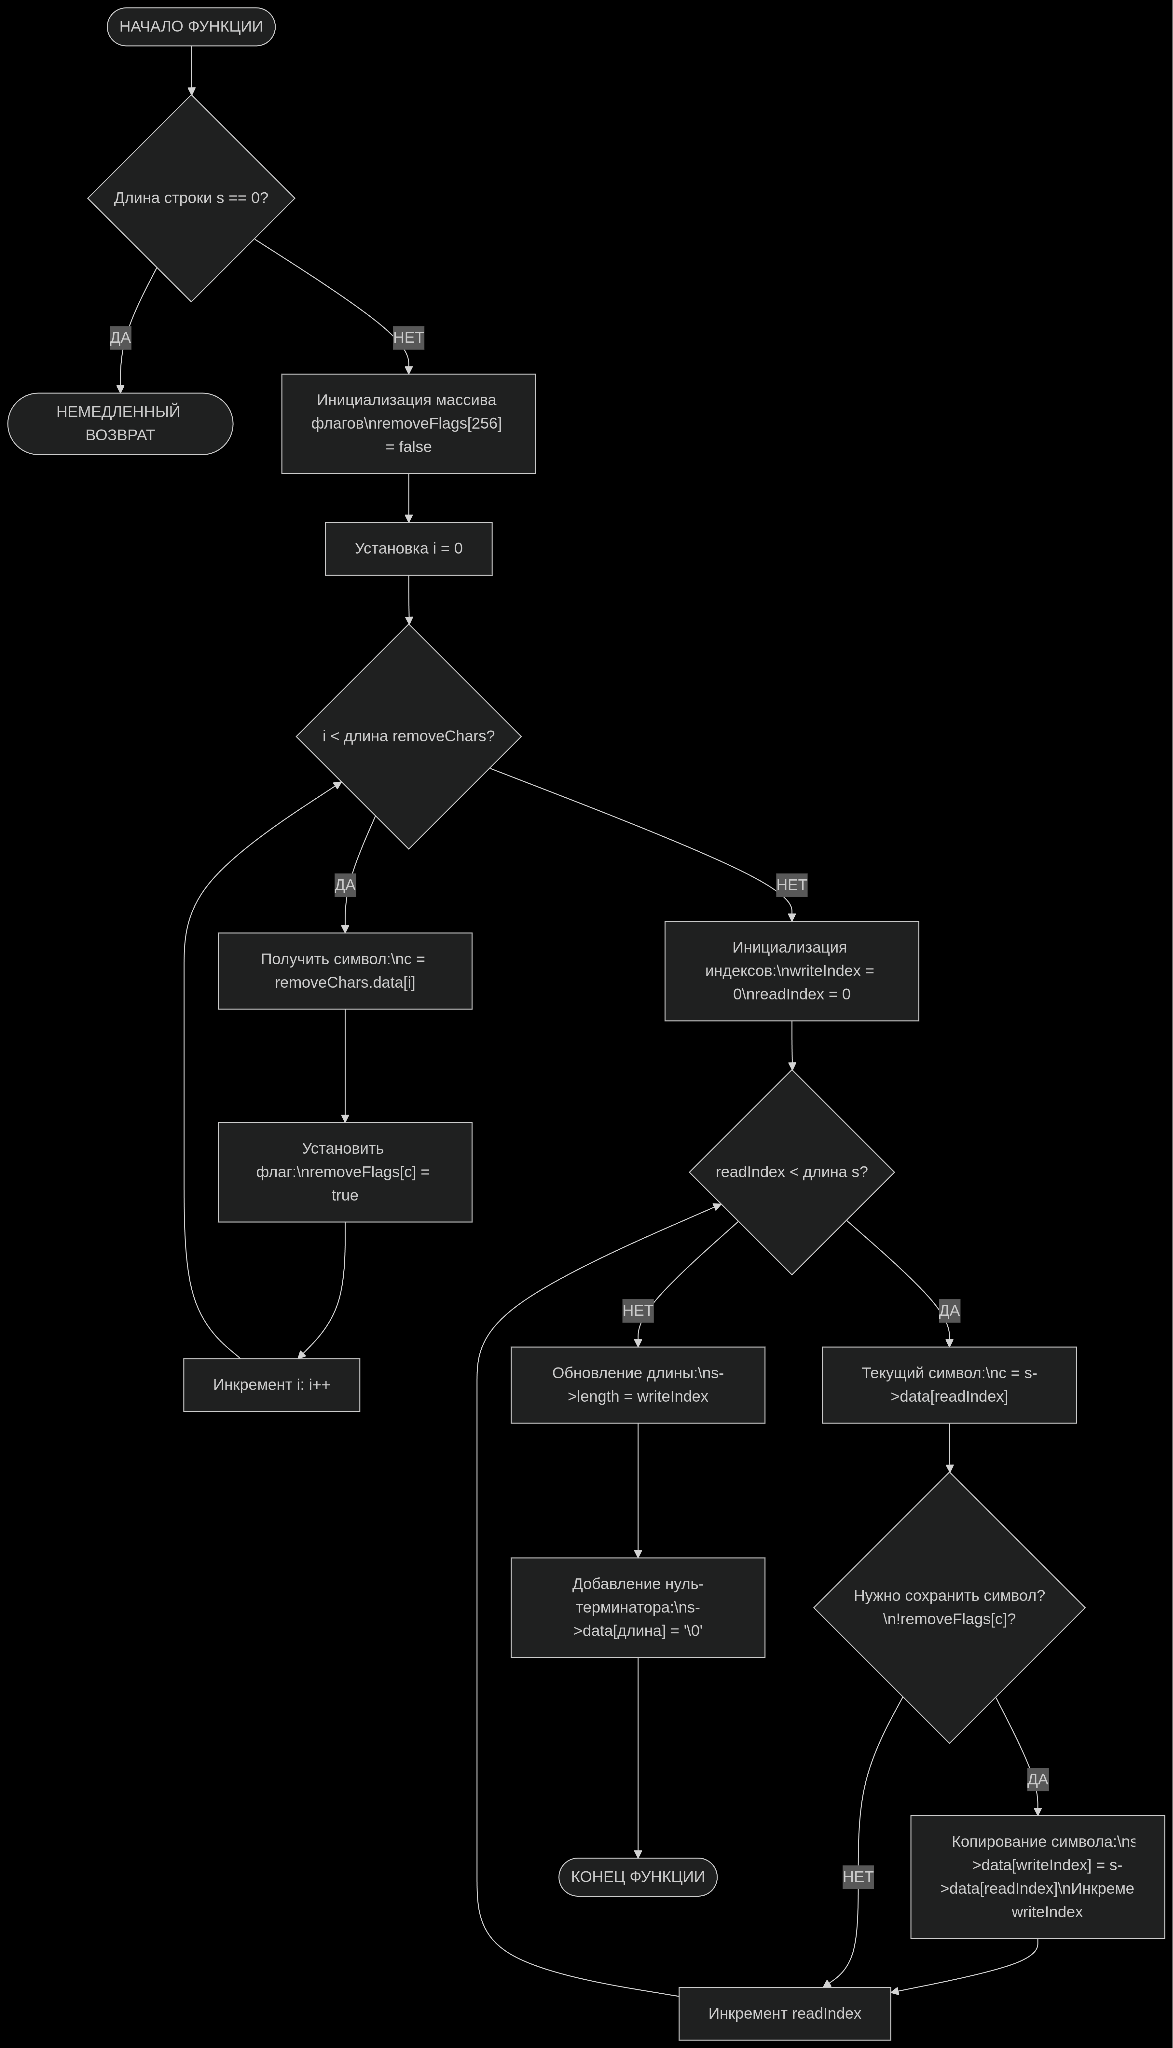 НАЧАЛО ФУНКЦИИ
Длина строки s == 0?
ДА
НЕТ
НЕМЕДЛЕННЫЙ
ВОЗВРАТ
Инициализация массива
флагов\nremoveFlags[256]
= false
Установка i = 0
i < длина removeChars?
ДА
НЕТ
Получить символ:\nc =
removeChars.data[i]
Инициализация
индексов:\nwriteIndex =
0\nreadIndex = 0
Установить
флаг:\nremoveFlags[c] =
true
readIndex < длина s?
НЕТ
ДА
Инкремент i: i++
Обновление длины:\ns-
>length = writeIndex
Текущий символ:\nc = s-
>data[readIndex]
Добавление нуль-
терминатора:\ns-
>data[длина] = '\0'
Нужно сохранить символ?
\n!removeFlags[c]?
ДА
НЕТ
Копирование символа:\ns
>data[writeIndex] = s-
>data[readIndex]\nИнкреме
writeIndex
КОНЕЦ ФУНКЦИИ
Инкремент readIndex